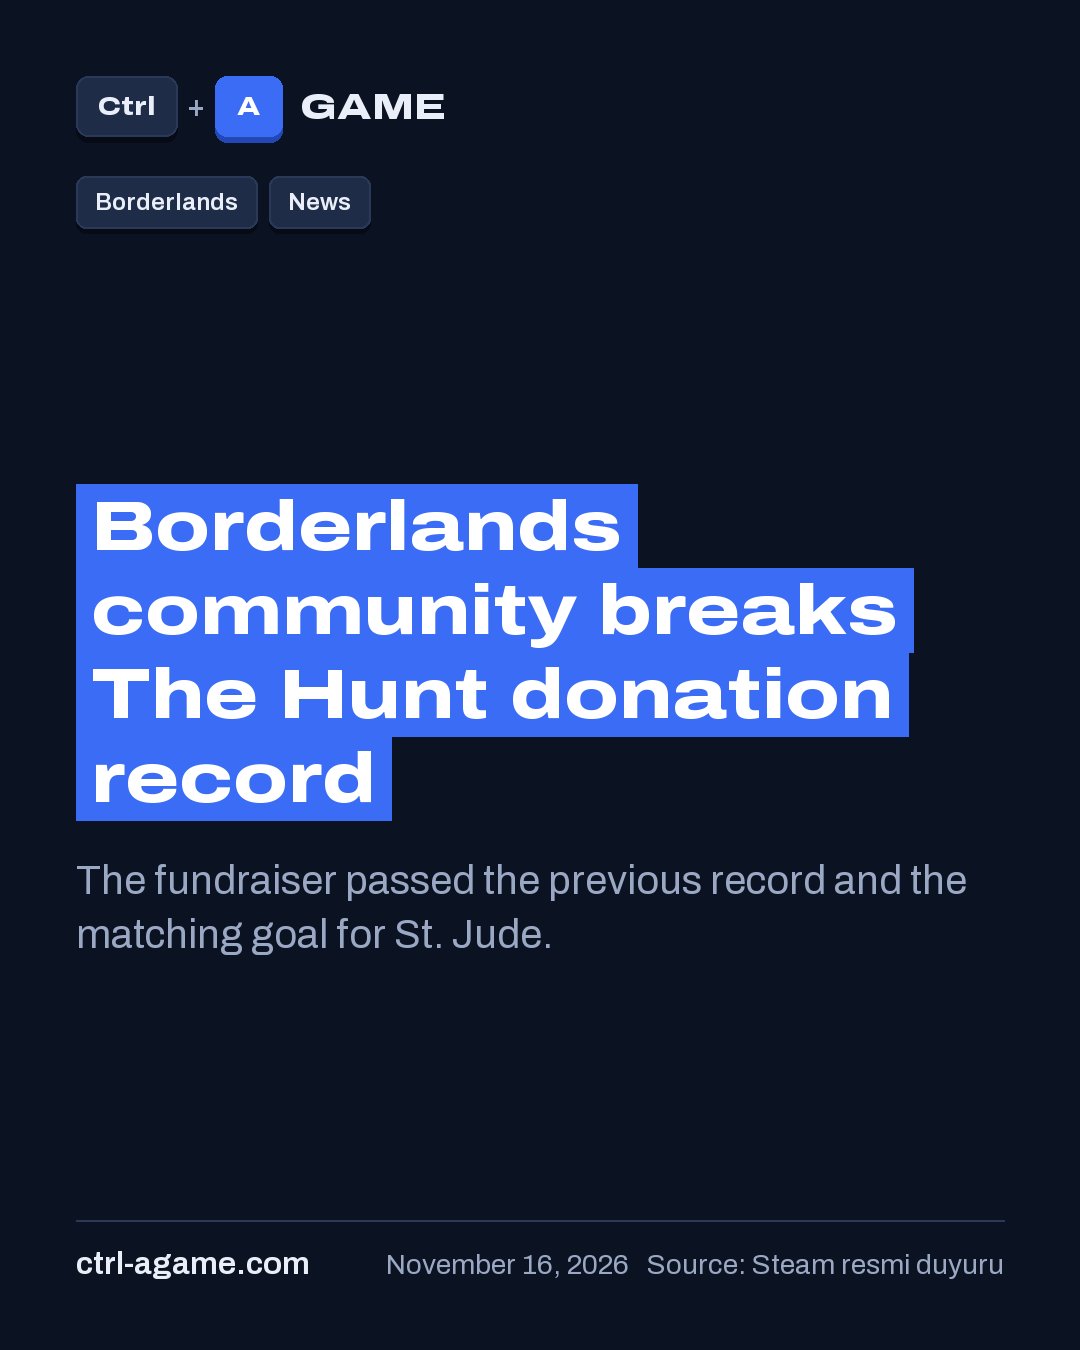 Ctrl + A GAME
Borderlands News
Borderlands
community breaks
The Hunt donation
record
The fundraiser passed the previous record and the
matching goal for St. Jude.
ctrl-agame.com November 16, 2026 Source: Steam resmi duyuru